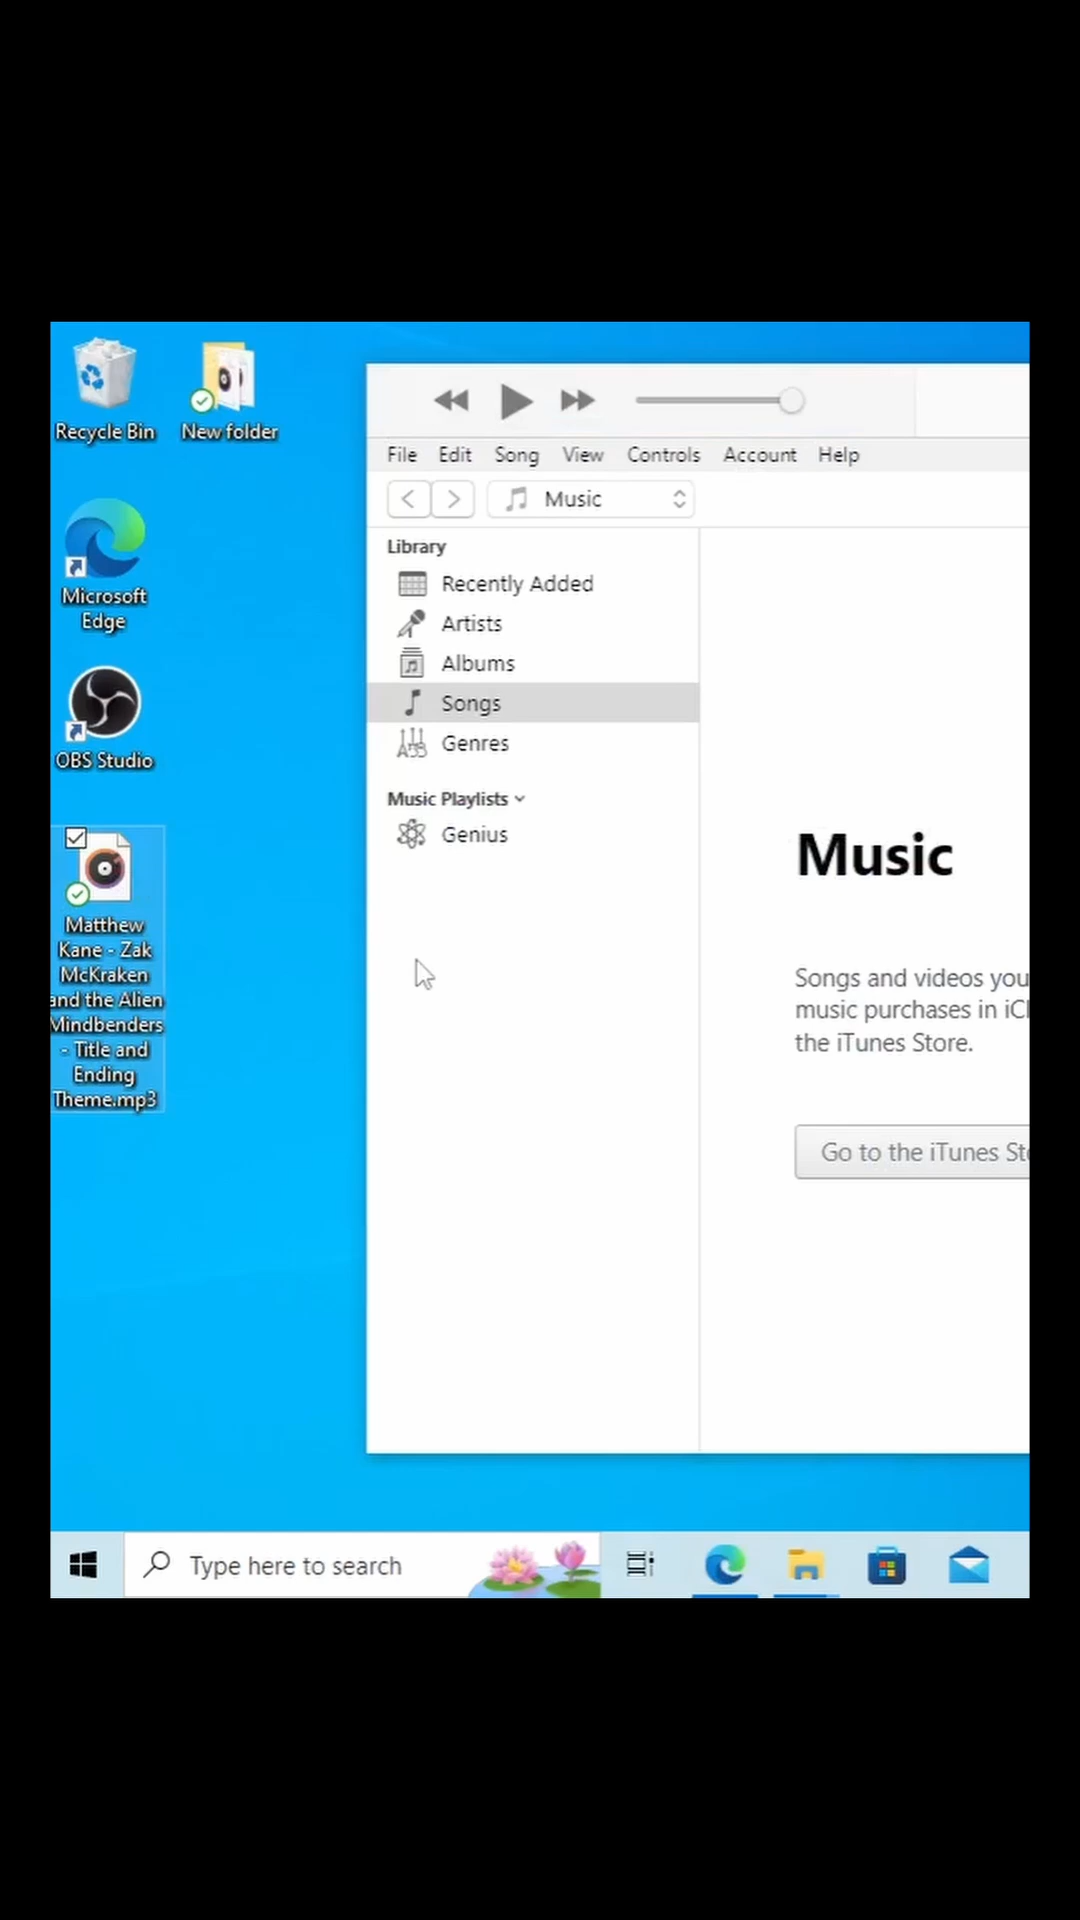 Recycle Bin
New folder
Microsoft
Edge
OBS Studio
Matthew
Kane - Zak
McKraken
and the Alien
Mindbenders
- Title and
Ending
Theme.mp3
File Edit Song View Controls Account Help
Music
Library
Recently Added
Artists
Albums
Songs
Genres
Music Playlists
Genius
Music
Songs and videos you
music purchases in iCl
the iTunes Store.
Go to the iTunes Sto
Type here to search